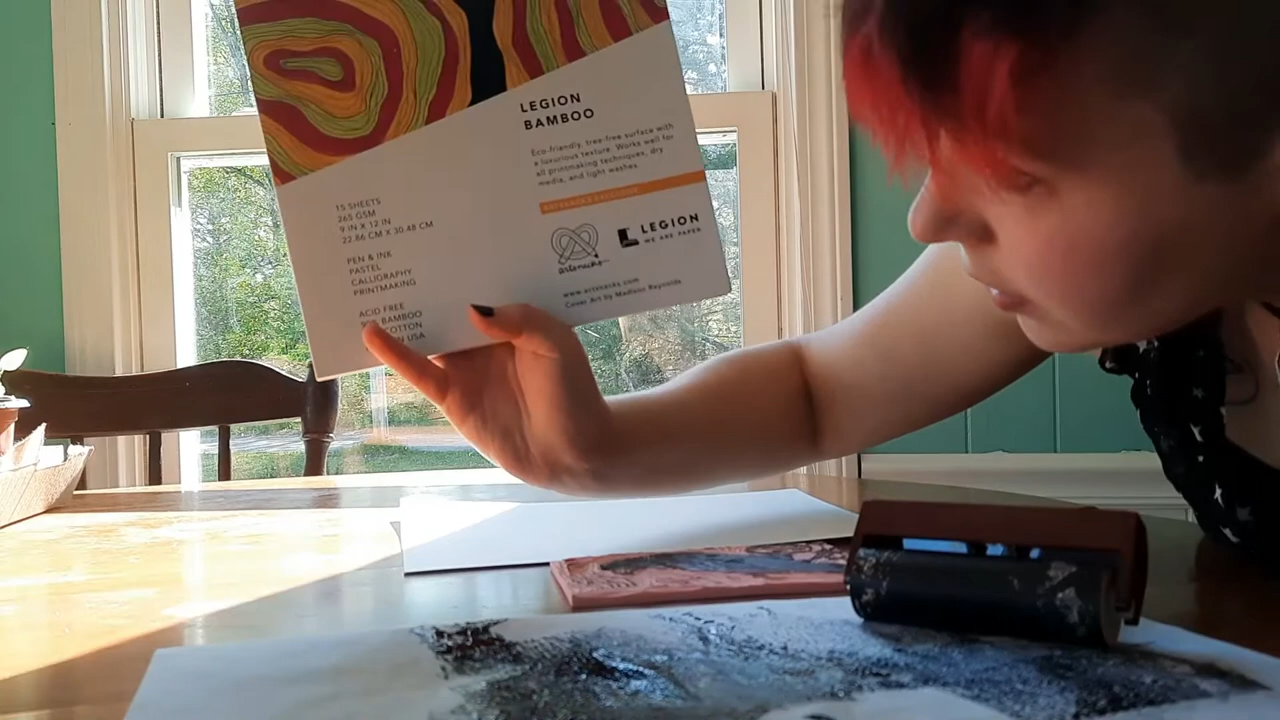 LEGION
BAMBOO
Eco-friendly, tree-free surface with
a luxurious texture. Works well for
all printmaking techniques, dry
media, and light washes.
ARTSNACKS EXCLUSIVE
artsnacks
LEGION
WE ARE PAPER
www.artsnacks.com
Cover Art by Madison Reynolds
15 SHEETS
265 GSM
9 IN X 12 IN
22.86 CM X 30.48 CM
PEN & INK
PASTEL
CALLIGRAPHY
PRINTMAKING
ACID FREE
BAMBOO
COTTON
USA